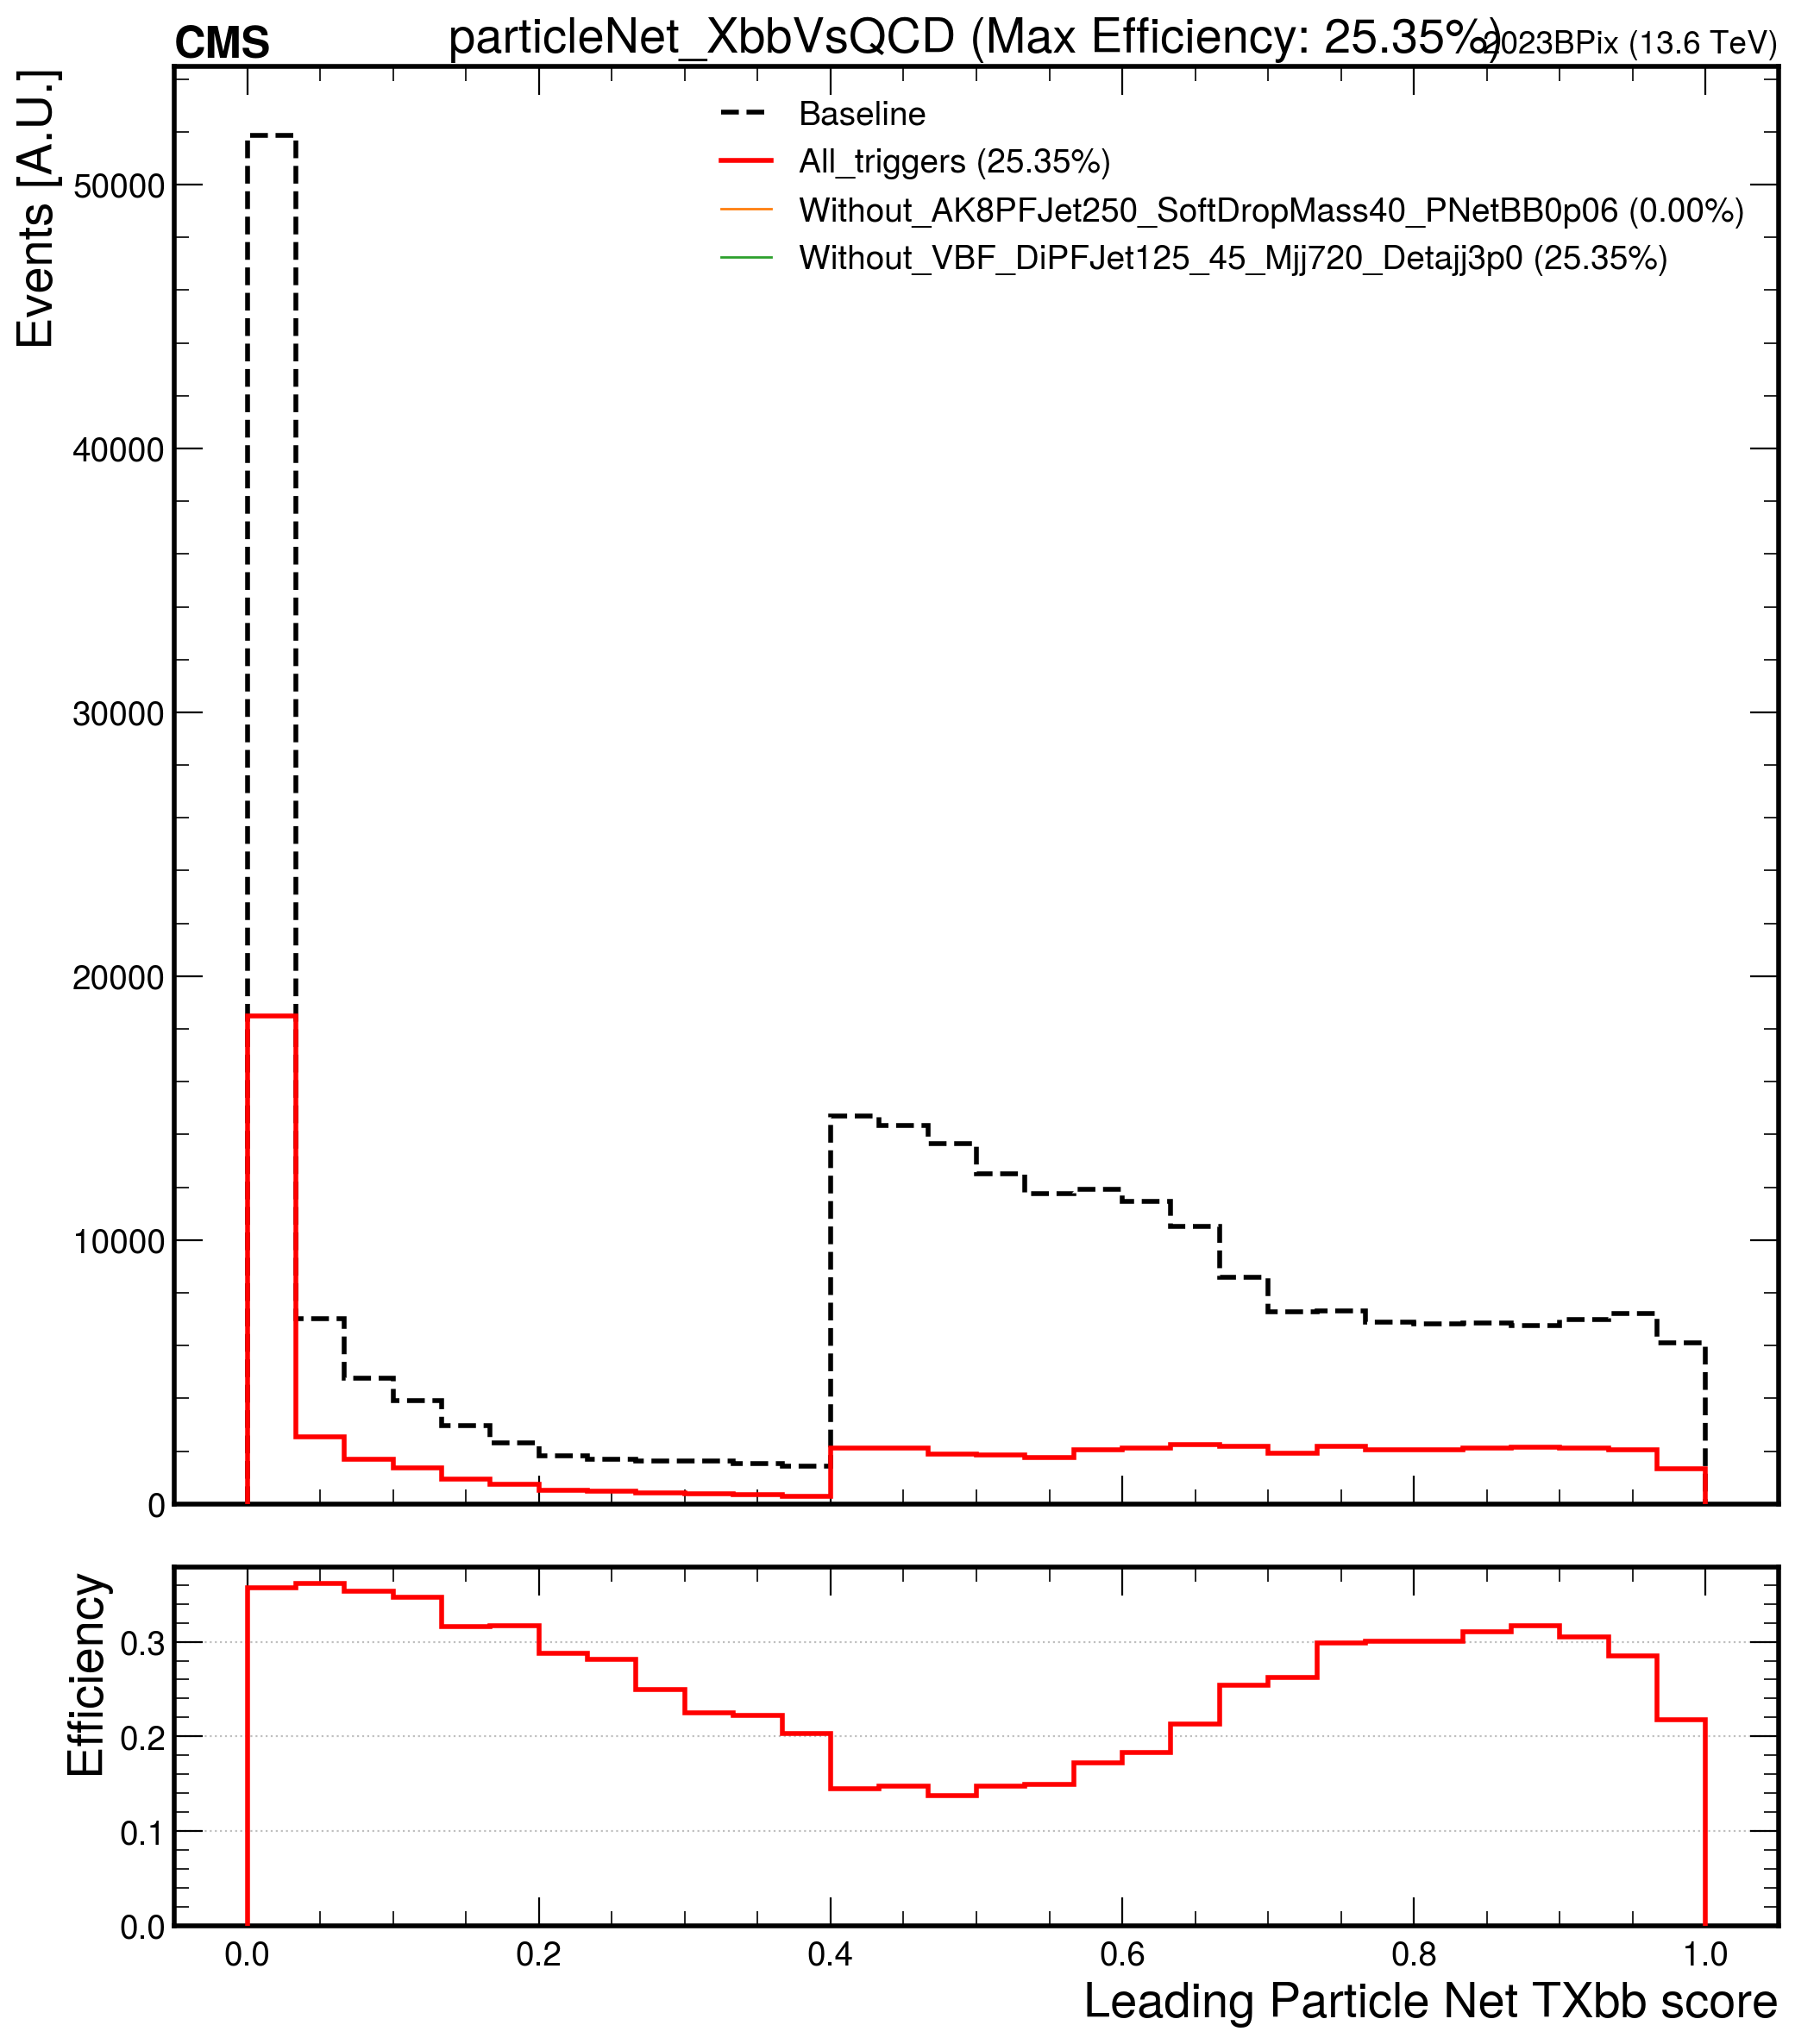 CMS particleNet_XbbVsQCD (Max Efficiency: 25.35%) 2023BPix (13.6 TeV)
Events [A.U.]
Baseline
All_triggers (25.35%)
Without_AK8PFJet250_SoftDropMass40_PNetBB0p06 (0.00%)
Without_VBF_DiPFJet125_45_Mjj720_Detajj3p0 (25.35%)
50000
40000
30000
20000
10000
0
Efficiency
0.3
0.2
0.1
0.0
0.0 0.2 0.4 0.6 0.8 1.0
Leading Particle Net TXbb score